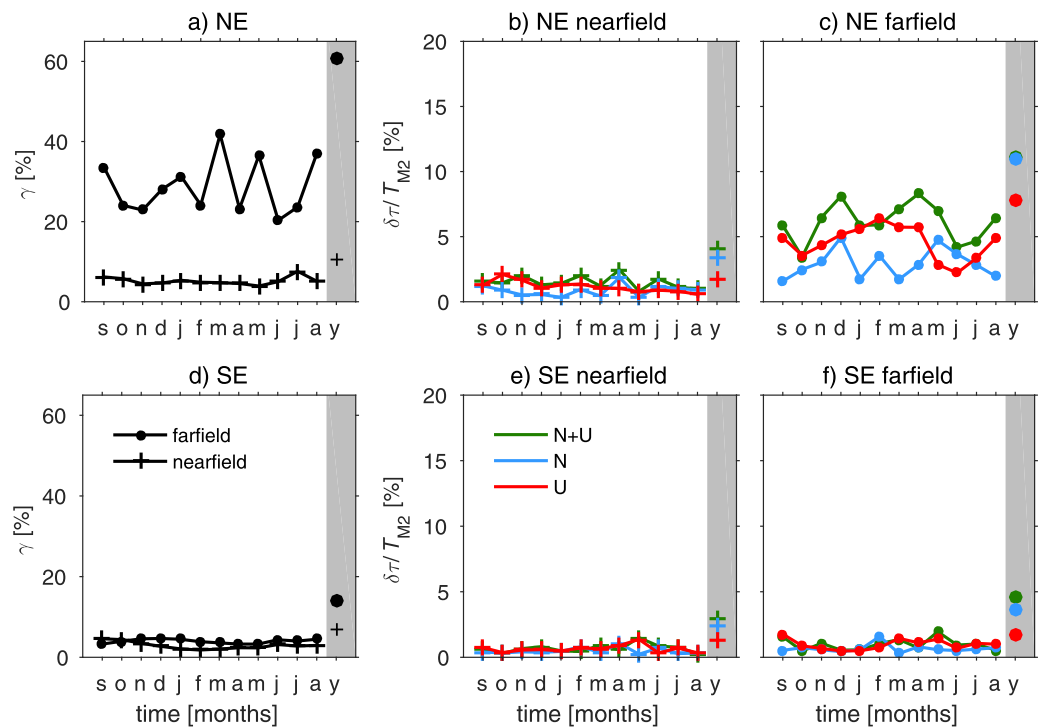 a) NE
b) NE nearfield
c) NE farfield
60
40
20
0
γ [%]
s o n d j f m a m j j a y
20
15
10
5
0
δτ/T_M2 [%]
s o n d j f m a m j j a y
s o n d j f m a m j j a y
d) SE
e) SE nearfield
f) SE farfield
60
40
20
0
γ [%]
farfield
nearfield
s o n d j f m a m j j a y
time [months]
20
15
10
5
0
δτ/T_M2 [%]
N+U
N
U
s o n d j f m a m j j a y
time [months]
s o n d j f m a m j j a y
time [months]